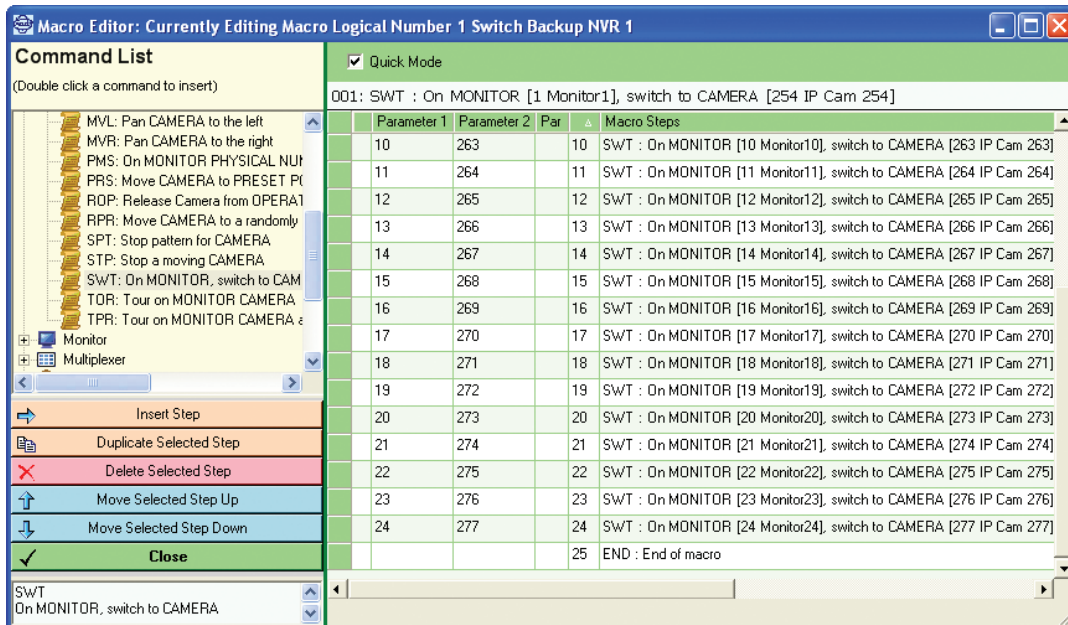 Macro Editor: Currently Editing Macro Logical Number 1 Switch Backup NVR 1
Command List
(Double click a command to insert)
MVL: Pan CAMERA to the left
MVR: Pan CAMERA to the right
PMS: On MONITOR PHYSICAL NUM
PRS: Move CAMERA to PRESET PO
ROP: Release Camera from OPERAT
RPR: Move CAMERA to a randomly
SPT: Stop pattern for CAMERA
STP: Stop a moving CAMERA
SWT: On MONITOR, switch to CAM
TOR: Tour on MONITOR CAMERA
TPR: Tour on MONITOR CAMERA a
Monitor
Multiplexer
Insert Step
Duplicate Selected Step
Delete Selected Step
Move Selected Step Up
Move Selected Step Down
Close
SWT
On MONITOR, switch to CAMERA
Quick Mode
001: SWT : On MONITOR [1 Monitor1], switch to CAMERA [254 IP Cam 254]
Parameter 1 Parameter 2 Par Macro Steps
10 263 10 SWT : On MONITOR [10 Monitor10], switch to CAMERA [263 IP Cam 263]
11 264 11 SWT : On MONITOR [11 Monitor11], switch to CAMERA [264 IP Cam 264]
12 265 12 SWT : On MONITOR [12 Monitor12], switch to CAMERA [265 IP Cam 265]
13 266 13 SWT : On MONITOR [13 Monitor13], switch to CAMERA [266 IP Cam 266]
14 267 14 SWT : On MONITOR [14 Monitor14], switch to CAMERA [267 IP Cam 267]
15 268 15 SWT : On MONITOR [15 Monitor15], switch to CAMERA [268 IP Cam 268]
16 269 16 SWT : On MONITOR [16 Monitor16], switch to CAMERA [269 IP Cam 269]
17 270 17 SWT : On MONITOR [17 Monitor17], switch to CAMERA [270 IP Cam 270]
18 271 18 SWT : On MONITOR [18 Monitor18], switch to CAMERA [271 IP Cam 271]
19 272 19 SWT : On MONITOR [19 Monitor19], switch to CAMERA [272 IP Cam 272]
20 273 20 SWT : On MONITOR [20 Monitor20], switch to CAMERA [273 IP Cam 273]
21 274 21 SWT : On MONITOR [21 Monitor21], switch to CAMERA [274 IP Cam 274]
22 275 22 SWT : On MONITOR [22 Monitor22], switch to CAMERA [275 IP Cam 275]
23 276 23 SWT : On MONITOR [23 Monitor23], switch to CAMERA [276 IP Cam 276]
24 277 24 SWT : On MONITOR [24 Monitor24], switch to CAMERA [277 IP Cam 277]
25 END : End of macro